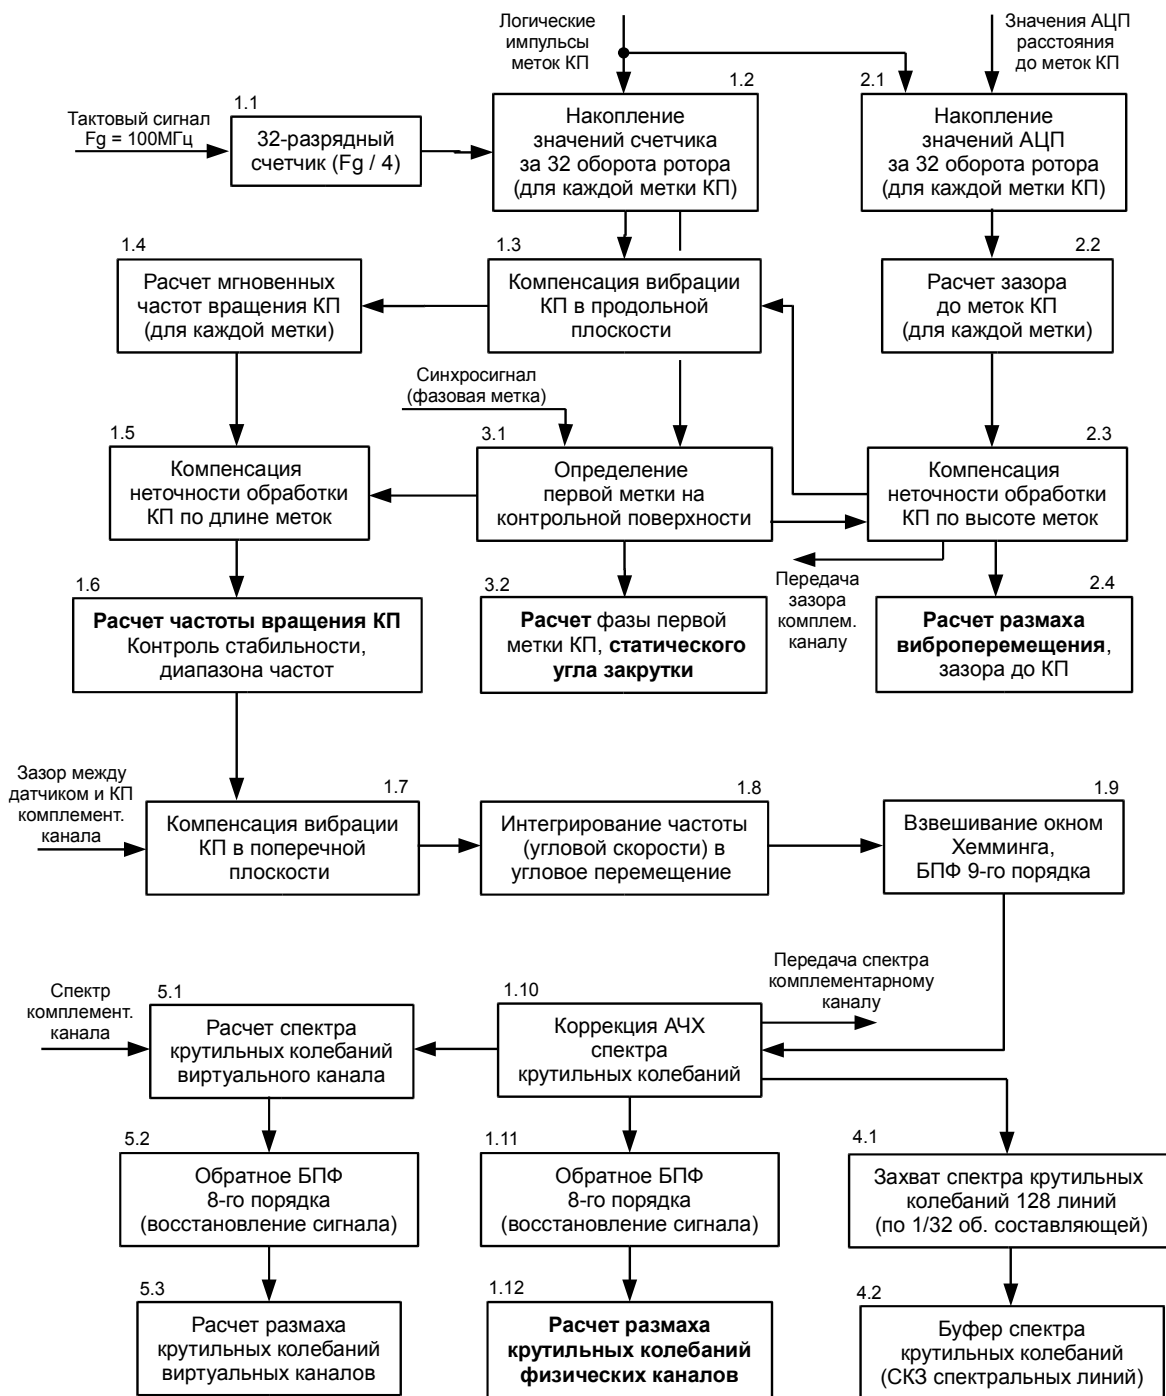 Логические
импульсы
меток КП
Значения АЦП
расстояния
до меток КП
Тактовый сигнал
Fg = 100МГц
1.1
32-разрядный
счетчик (Fg / 4)
1.2
Накопление
значений счетчика
за 32 оборота ротора
(для каждой метки КП)
2.1
Накопление
значений АЦП
за 32 оборота ротора
(для каждой метки КП)
1.4
Расчет мгновенных
частот вращения КП
(для каждой метки)
1.3
Компенсация вибрации
КП в продольной
плоскости
2.2
Расчет зазора
до меток КП
(для каждой метки)
Синхросигнал
(фазовая метка)
1.5
Компенсация
неточности обработки
КП по длине меток
3.1
Определение
первой метки на
контрольной поверхности
2.3
Компенсация
неточности обработки
КП по высоте меток
1.6
Расчет частоты вращения КП
Контроль стабильности,
диапазона частот
3.2
Расчет фазы первой
метки КП, статического
угла закрутки
Передача
зазора
комплем.
каналу
2.4
Расчет размаха
виброперемещения,
зазора до КП
Зазор между
датчиком и КП
комплемент.
канала
1.7
Компенсация вибрации
КП в поперечной
плоскости
1.8
Интегрирование частоты
(угловой скорости) в
угловое перемещение
1.9
Взвешивание окном
Хемминга,
БПФ 9-го порядка
Спектр
комплемент.
канала
5.1
Расчет спектра
крутильных колебаний
виртуального канала
1.10
Коррекция АЧХ
спектра
крутильных колебаний
Передача спектра
комплементарному
каналу
5.2
Обратное БПФ
8-го порядка
(восстановление сигнала)
1.11
Обратное БПФ
8-го порядка
(восстановление сигнала)
4.1
Захват спектра крутильных
колебаний 128 линий
(по 1/32 об. составляющей)
5.3
Расчет размаха
крутильных колебаний
виртуальных каналов
1.12
Расчет размаха
крутильных колебаний
физических каналов
4.2
Буфер спектра
крутильных колебаний
(СКЗ спектральных линий)